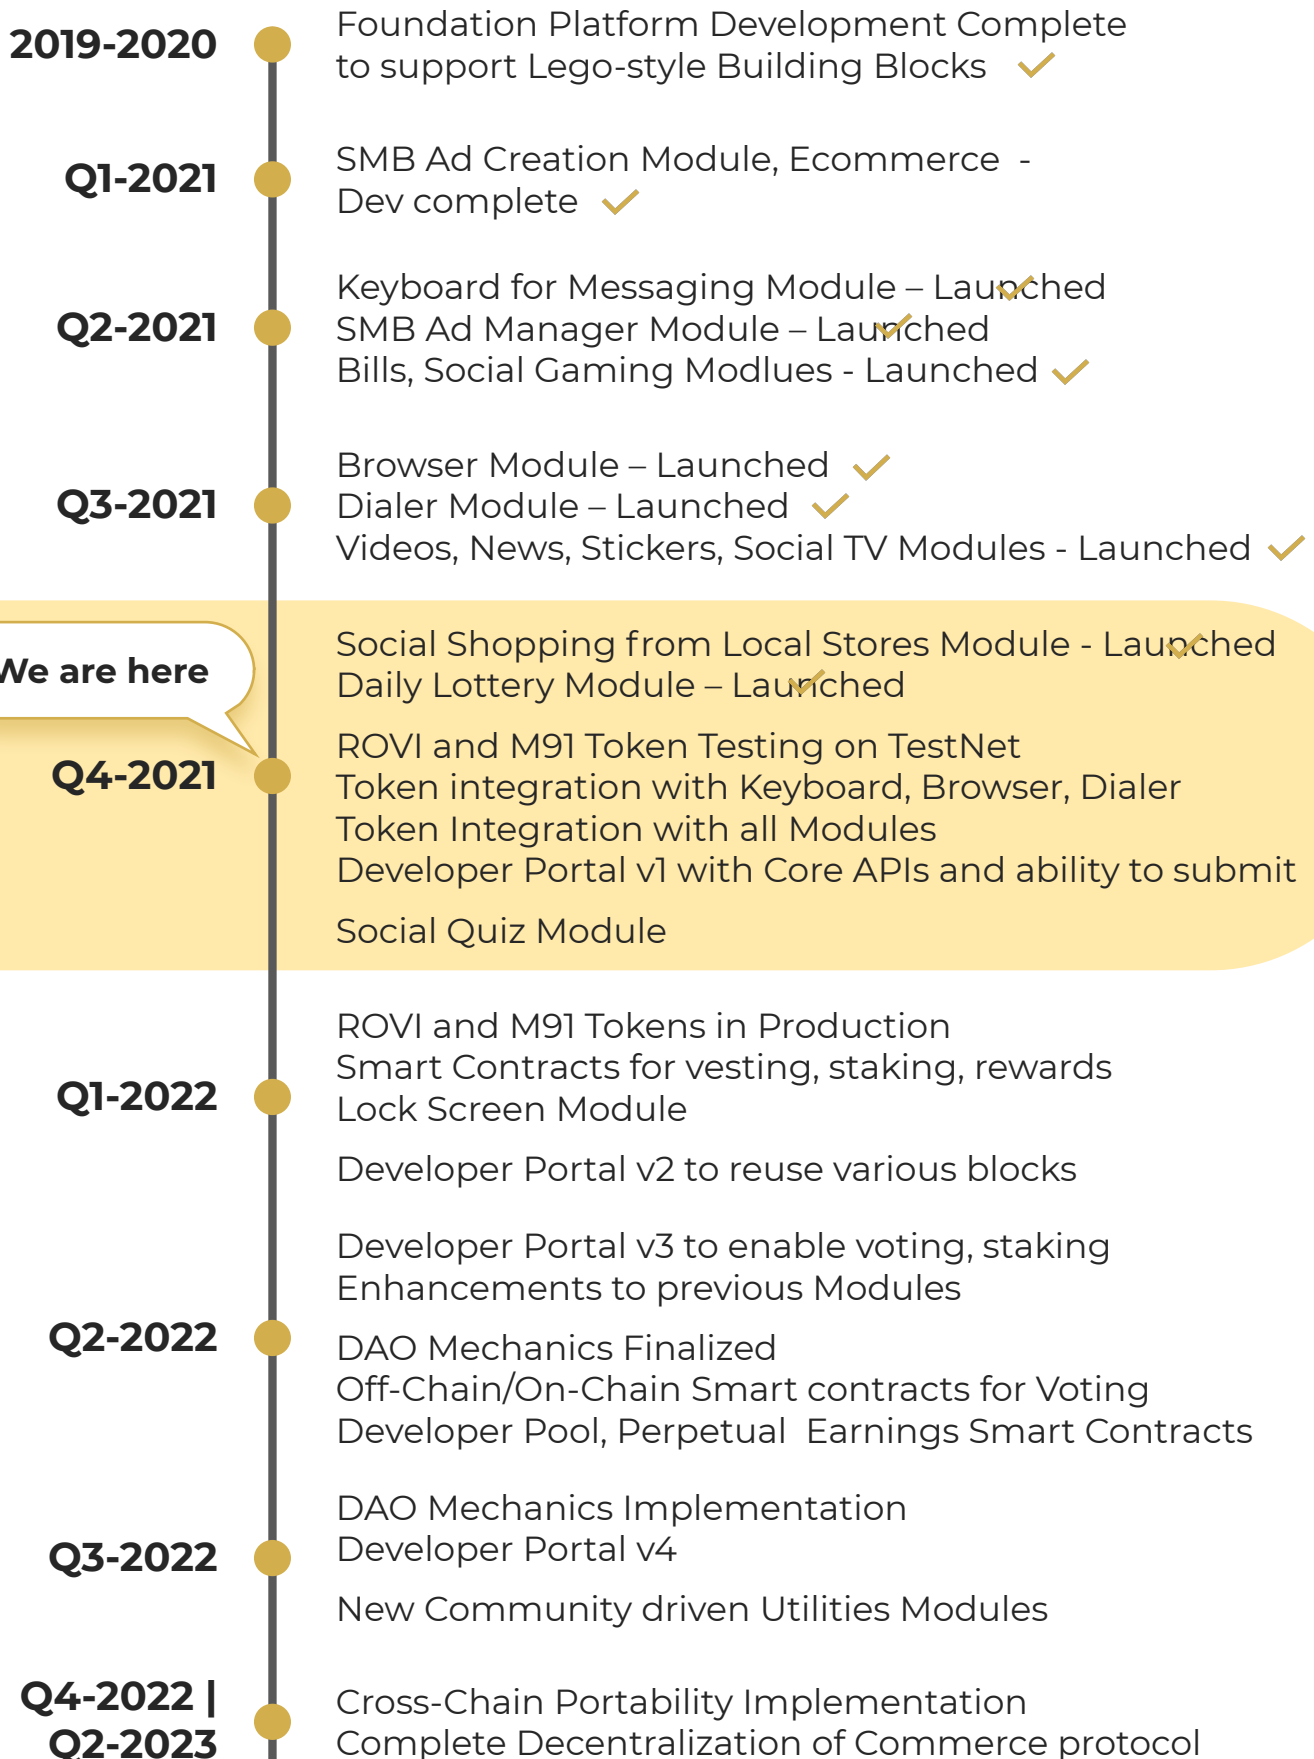 2019-2020
Foundation Platform Development Complete
to support Lego-style Building Blocks
Q1-2021
SMB Ad Creation Module, Ecommerce -
Dev complete
Q2-2021
Keyboard for Messaging Module – Launched
SMB Ad Manager Module – Launched
Bills, Social Gaming Modlues - Launched
Q3-2021
Browser Module – Launched
Dialer Module – Launched
Videos, News, Stickers, Social TV Modules - Launched
We are here
Q4-2021
Social Shopping from Local Stores Module - Launched
Daily Lottery Module – Launched
ROVI and M91 Token Testing on TestNet
Token integration with Keyboard, Browser, Dialer
Token Integration with all Modules
Developer Portal v1 with Core APIs and ability to submit
Social Quiz Module
Q1-2022
ROVI and M91 Tokens in Production
Smart Contracts for vesting, staking, rewards
Lock Screen Module
Developer Portal v2 to reuse various blocks
Q2-2022
Developer Portal v3 to enable voting, staking
Enhancements to previous Modules
DAO Mechanics Finalized
Off-Chain/On-Chain Smart contracts for Voting
Developer Pool, Perpetual Earnings Smart Contracts
Q3-2022
DAO Mechanics Implementation
Developer Portal v4
New Community driven Utilities Modules
Q4-2022 |
Q2-2023
Cross-Chain Portability Implementation
Complete Decentralization of Commerce protocol